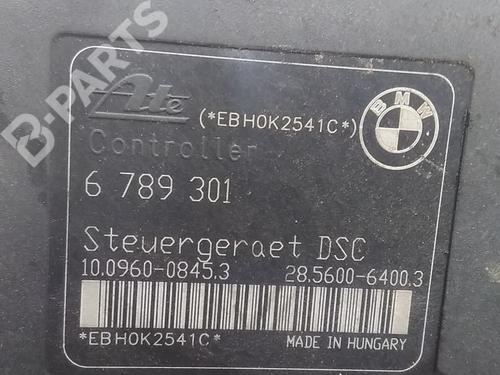 B-PARTS
Ate (*EBH0K2541C*) BMW
Controller
6 789 301
Steuergeraet DSC
10.0960-0845.3 28.5600-6400.3
*EBH0K2541C* MADE IN HUNGARY